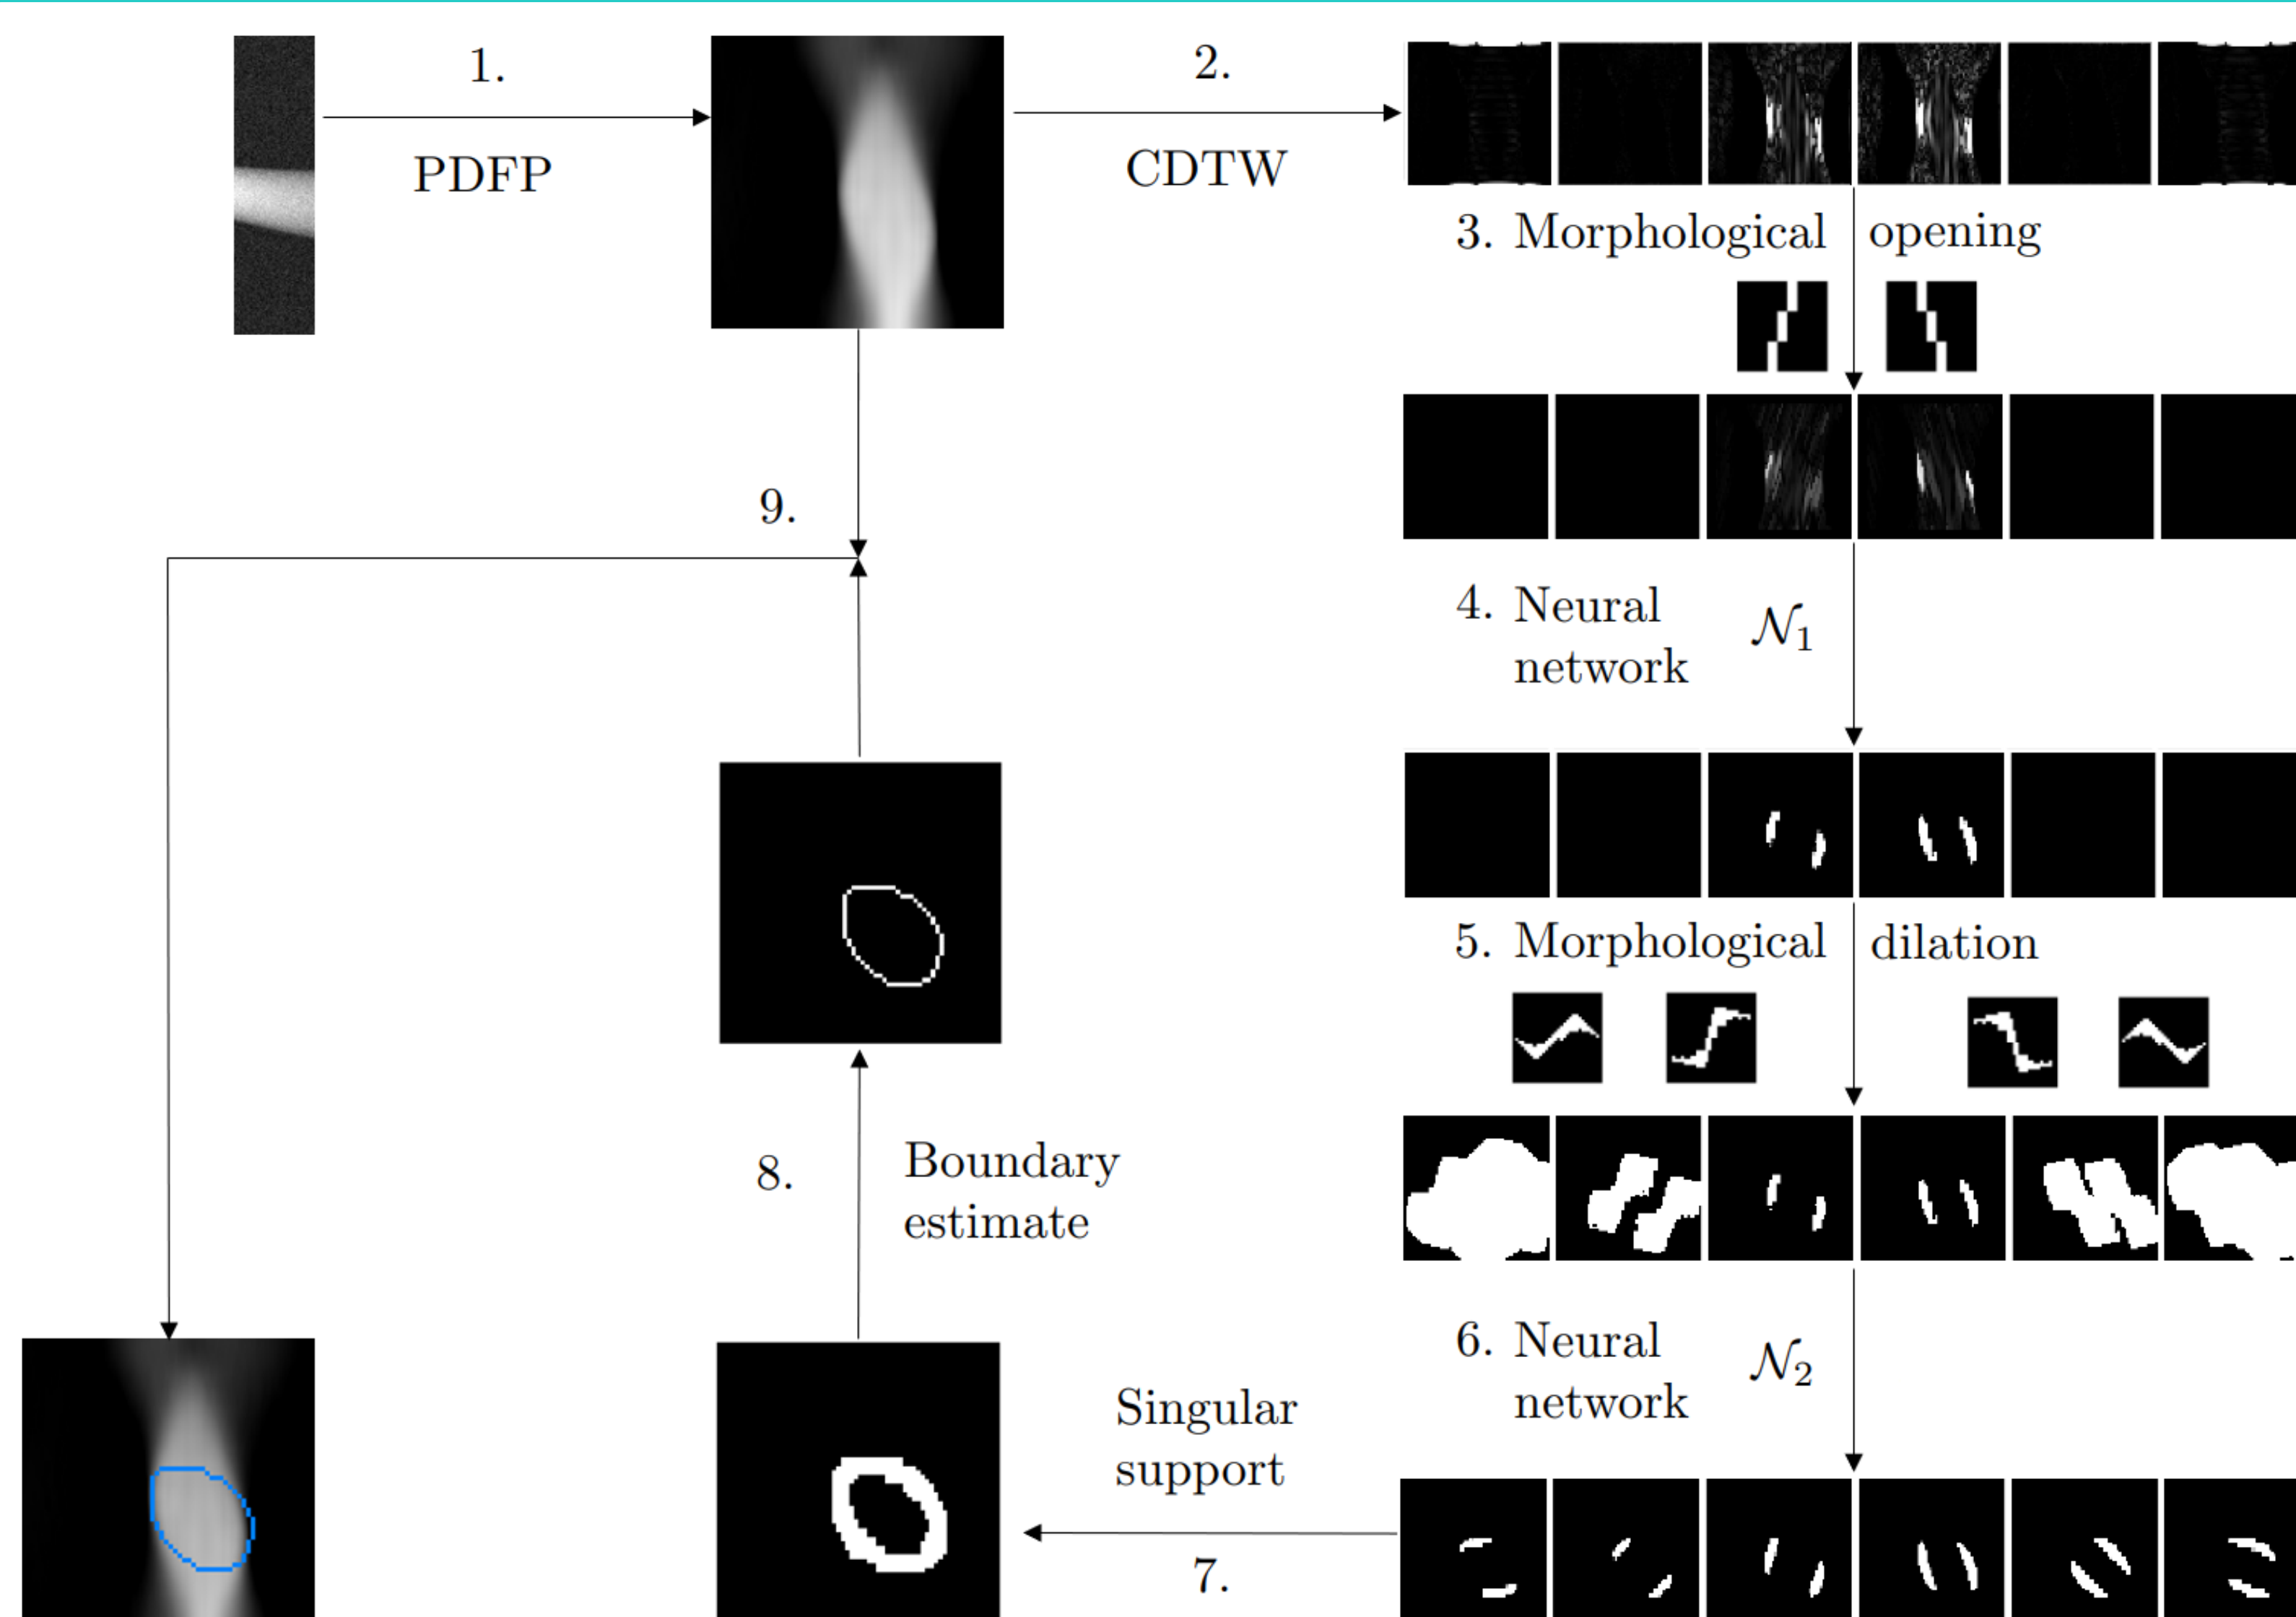 1.
PDFP
2.
CDTW
3. Morphological opening
9.
4. Neural
network
𝒩₁
5. Morphological dilation
8.
Boundary
estimate
6. Neural
network
𝒩₂
Singular
support
7.